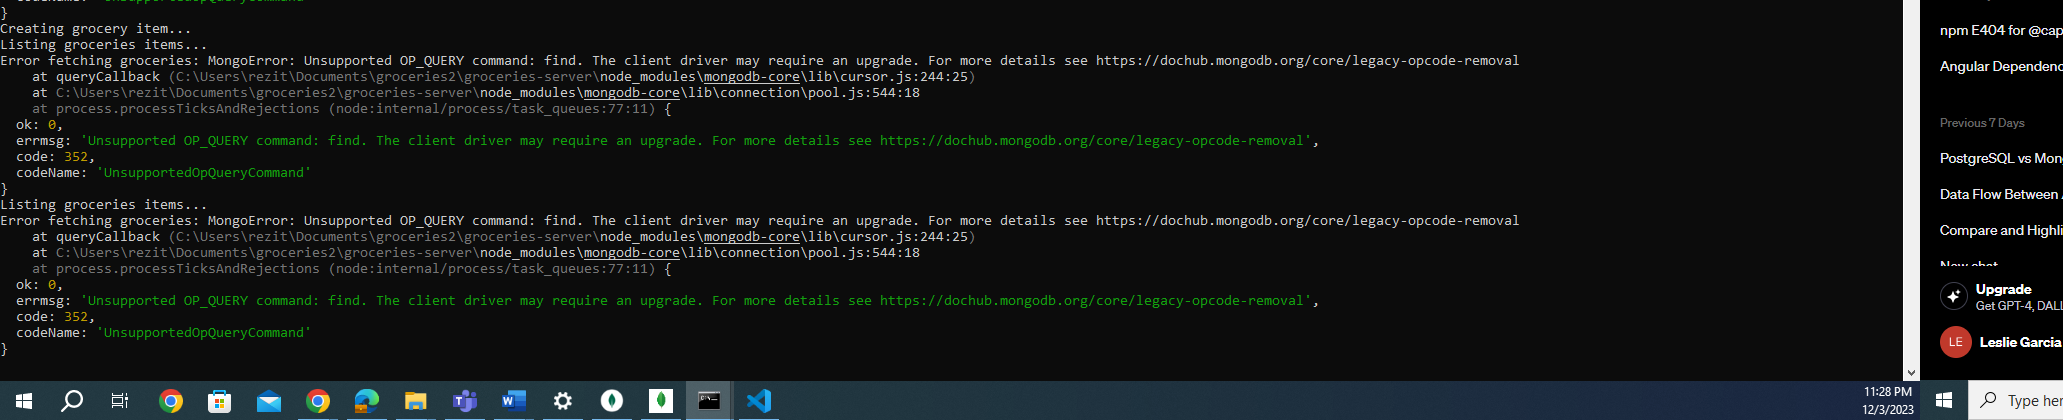 }
Creating grocery item...
Listing groceries items...
Error fetching groceries: MongoError: Unsupported OP_QUERY command: find. The client driver may require an upgrade. For more details see https://dochub.mongodb.org/core/legacy-opcode-removal
    at queryCallback (C:\Users\rezit\Documents\groceries2\groceries-server\node_modules\mongodb-core\lib\cursor.js:244:25)
    at C:\Users\rezit\Documents\groceries2\groceries-server\node_modules\mongodb-core\lib\connection\pool.js:544:18
    at process.processTicksAndRejections (node:internal/process/task_queues:77:11) {
  ok: 0,
  errmsg: 'Unsupported OP_QUERY command: find. The client driver may require an upgrade. For more details see https://dochub.mongodb.org/core/legacy-opcode-removal',
  code: 352,
  codeName: 'UnsupportedOpQueryCommand'
}
Listing groceries items...
Error fetching groceries: MongoError: Unsupported OP_QUERY command: find. The client driver may require an upgrade. For more details see https://dochub.mongodb.org/core/legacy-opcode-removal
    at queryCallback (C:\Users\rezit\Documents\groceries2\groceries-server\node_modules\mongodb-core\lib\cursor.js:244:25)
    at C:\Users\rezit\Documents\groceries2\groceries-server\node_modules\mongodb-core\lib\connection\pool.js:544:18
    at process.processTicksAndRejections (node:internal/process/task_queues:77:11) {
  ok: 0,
  errmsg: 'Unsupported OP_QUERY command: find. The client driver may require an upgrade. For more details see https://dochub.mongodb.org/core/legacy-opcode-removal',
  code: 352,
  codeName: 'UnsupportedOpQueryCommand'
}
npm E404 for @cap
Angular Dependenc
Previous 7 Days
PostgreSQL vs Mon
Data Flow Between
Compare and Highli
New chat
Upgrade
Get GPT-4, DALL
LE
Leslie Garcia
11:28 PM
12/3/2023
Type her